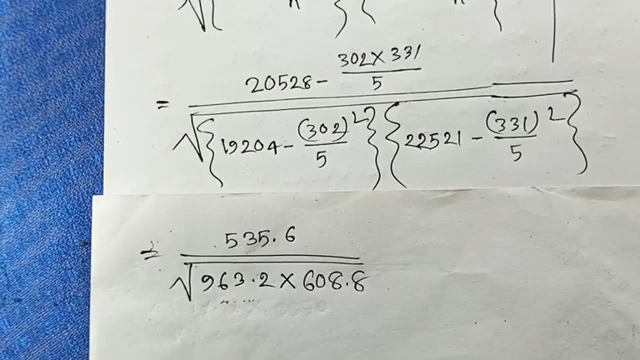 = 20528 - 302 × 331 / 5
√{19204 - (302)² / 5} {22521 - (331)² / 5}
= 535.6
√963.2 × 608.8